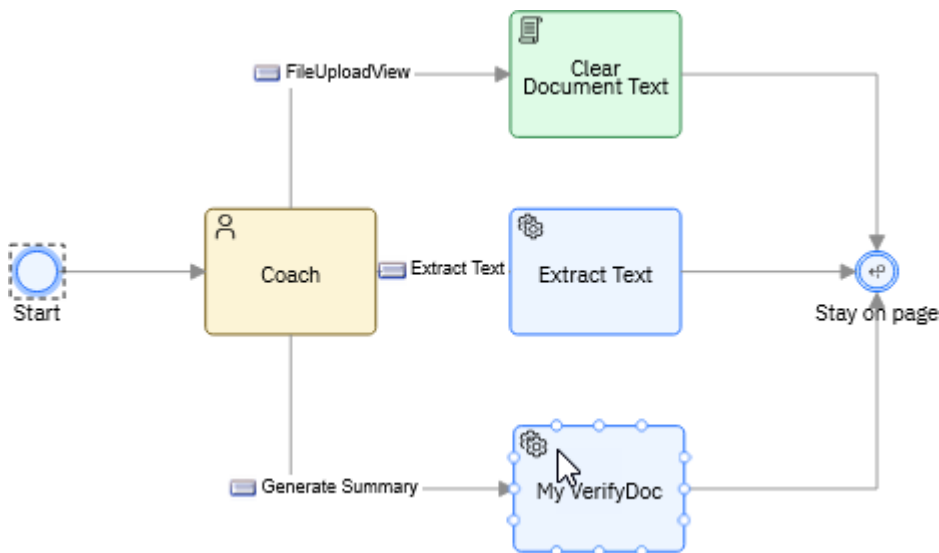 FileUploadView
Clear
Document Text
Start
Coach
Extract Text
Extract Text
Stay on page
Generate Summary
My VerifyDoc